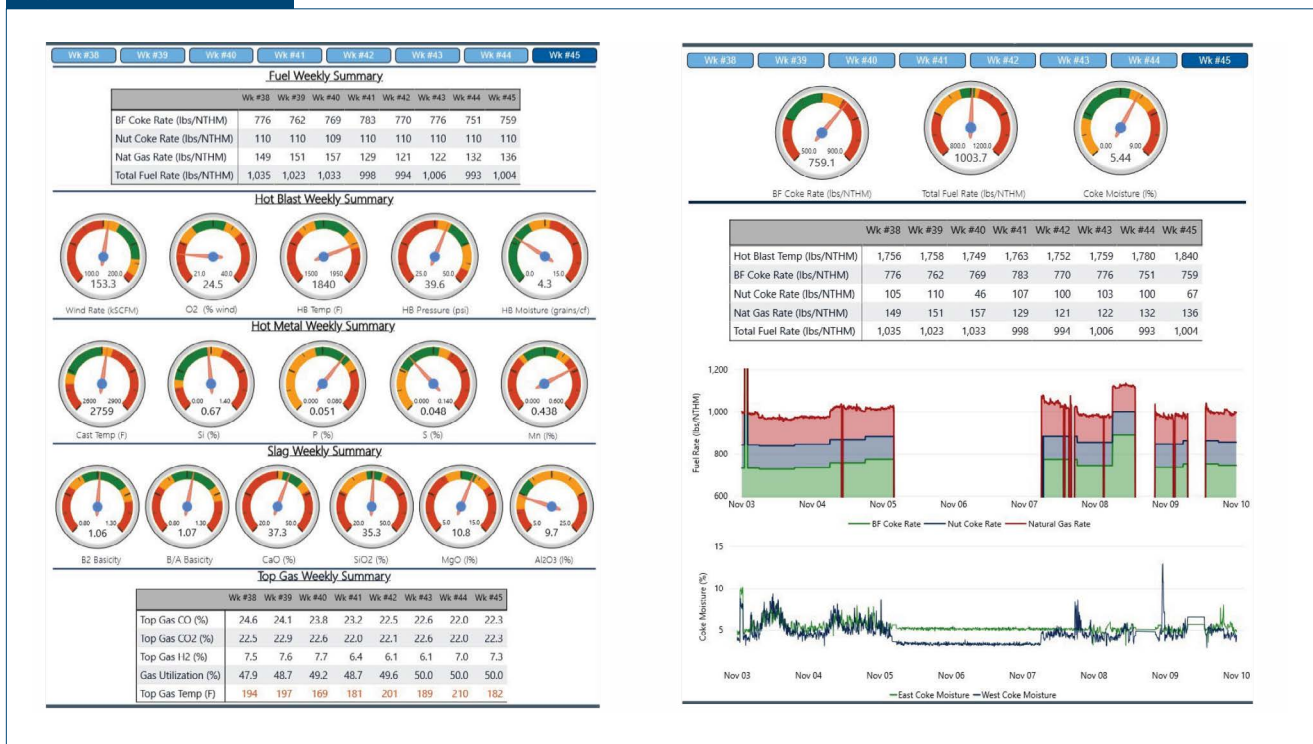 Wk #38 Wk #39 Wk #40 Wk #41 Wk #42 Wk #43 Wk #44 Wk #45
Fuel Weekly Summary
Wk #38 Wk #39 Wk #40 Wk #41 Wk #42 Wk #43 Wk #44 Wk #45
BF Coke Rate (lbs/NTHM) 776 762 769 783 770 776 751 759
Nut Coke Rate (lbs/NTHM) 110 110 109 110 110 110 110 110
Nat Gas Rate (lbs/NTHM) 149 151 157 129 121 122 132 136
Total Fuel Rate (lbs/NTHM) 1,035 1,023 1,033 998 994 1,006 993 1,004
Hot Blast Weekly Summary
100.0 200.0 21.0 40.0 1500 1950 25.0 50.0 0.0 15.0
153.3 24.5 1840 39.6 4.3
Wind Rate (kSCFM) O2 (% wind) HB Temp (F) HB Pressure (psi) HB Moisture (grains/cf)
Hot Metal Weekly Summary
2600 2900 0.00 1.40 0.000 0.080 0.000 0.140 0.000 0.600
2759 0.67 0.051 0.048 0.438
Cast Temp (F) Si (%) P (%) S (%) Mn (%)
Slag Weekly Summary
0.80 1.30 0.80 1.30 20.0 50.0 20.0 50.0 5.0 15.0 5.0 25.0
1.06 1.07 37.3 35.3 10.8 9.7
B2 Basicity B/A Basicity CaO (%) SiO2 (%) MgO (%) Al2O3 (%)
Top Gas Weekly Summary
Wk #38 Wk #39 Wk #40 Wk #41 Wk #42 Wk #43 Wk #44 Wk #45
Top Gas CO (%) 24.6 24.1 23.8 23.2 22.5 22.6 22.0 22.3
Top Gas CO2 (%) 22.5 22.9 22.6 22.0 22.1 22.6 22.0 22.3
Top Gas H2 (%) 7.5 7.6 7.7 6.4 6.1 6.1 7.0 7.3
Gas Utilization (%) 47.9 48.7 49.2 48.7 49.6 50.0 50.0 50.0
Top Gas Temp (F) 194 197 169 181 201 189 210 182
Wk #38 Wk #39 Wk #40 Wk #41 Wk #42 Wk #43 Wk #44 Wk #45
500.0 900.0 800.0 1200.0 0.00 9.00
759.1 1003.7 5.44
BF Coke Rate (lbs/NTHM) Total Fuel Rate (lbs/NTHM) Coke Moisture (%)
Wk #38 Wk #39 Wk #40 Wk #41 Wk #42 Wk #43 Wk #44 Wk #45
Hot Blast Temp (lbs/NTHM) 1,756 1,758 1,749 1,763 1,752 1,759 1,780 1,840
BF Coke Rate (lbs/NTHM) 776 762 769 783 770 776 751 759
Nut Coke Rate (lbs/NTHM) 105 110 46 107 100 103 100 67
Nat Gas Rate (lbs/NTHM) 149 151 157 129 121 122 132 136
Total Fuel Rate (lbs/NTHM) 1,035 1,023 1,033 998 994 1,006 993 1,004
Fuel Rate (lbs/NTHM)
1,200
1,000
800
600
Nov 03 Nov 04 Nov 05 Nov 06 Nov 07 Nov 08 Nov 09 Nov 10
BF Coke Rate Nut Coke Rate Natural Gas Rate
Coke Moisture (%)
15
10
5
Nov 03 Nov 04 Nov 05 Nov 06 Nov 07 Nov 08 Nov 09 Nov 10
East Coke Moisture West Coke Moisture